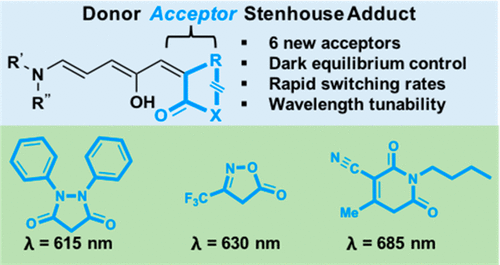 Donor Acceptor Stenhouse Adduct
R'
N
R"
OH
O
R
X
▪ 6 new acceptors
▪ Dark equilibrium control
▪ Rapid switching rates
▪ Wavelength tunability
N N
O O
N O
F₃C O
N O
N
Me O
λ = 615 nm λ = 630 nm λ = 685 nm